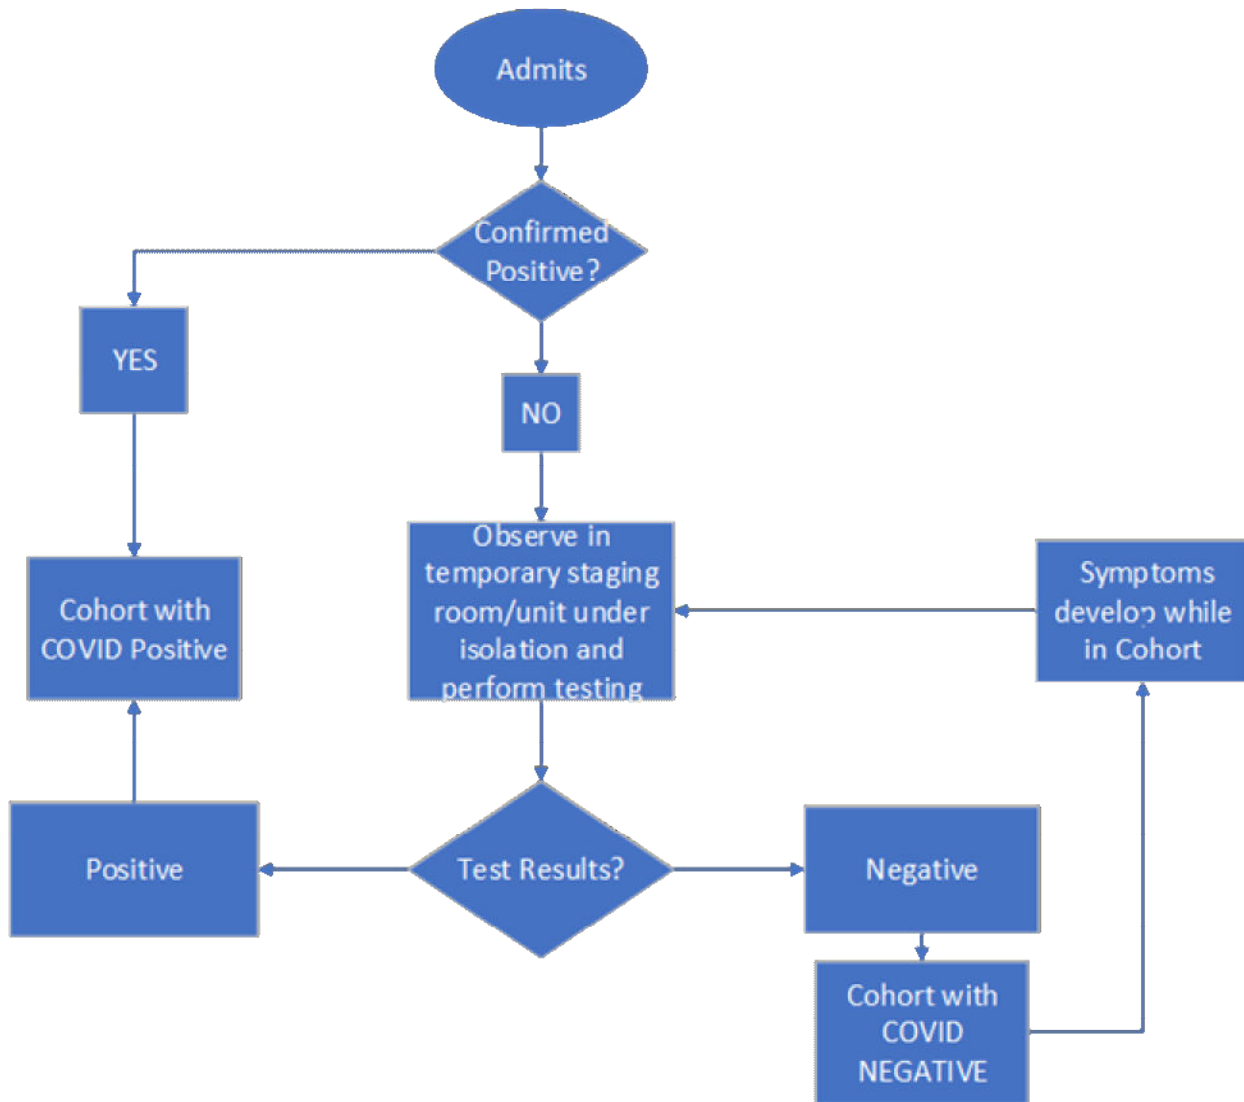 Admits
Confirmed
Positive?
YES
NO
Observe in
temporary staging
room/unit under
isolation and
perform testing
Symptoms
develop while
in Cohort
Cohort with
COVID Positive
Positive
Test Results?
Negative
Cohort with
COVID
NEGATIVE